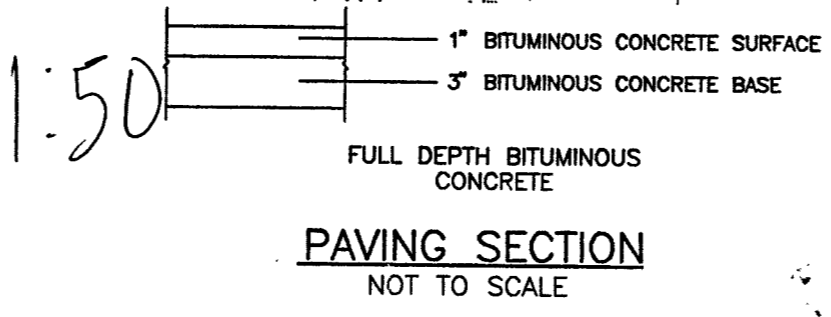 1" BITUMINOUS CONCRETE SURFACE
1:50
3" BITUMINOUS CONCRETE BASE
FULL DEPTH BITUMINOUS
CONCRETE
PAVING SECTION
NOT TO SCALE